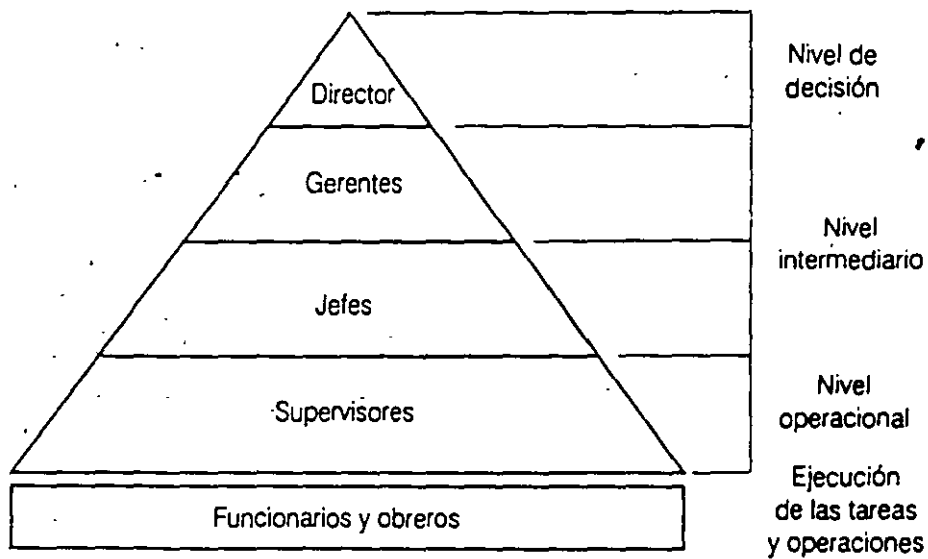 Nivel de
decisión
Director
Gerentes
Nivel
intermediario
Jefes
Nivel
operacional
Supervisores
Ejecución
de las tareas
y operaciones
Funcionarios y obreros